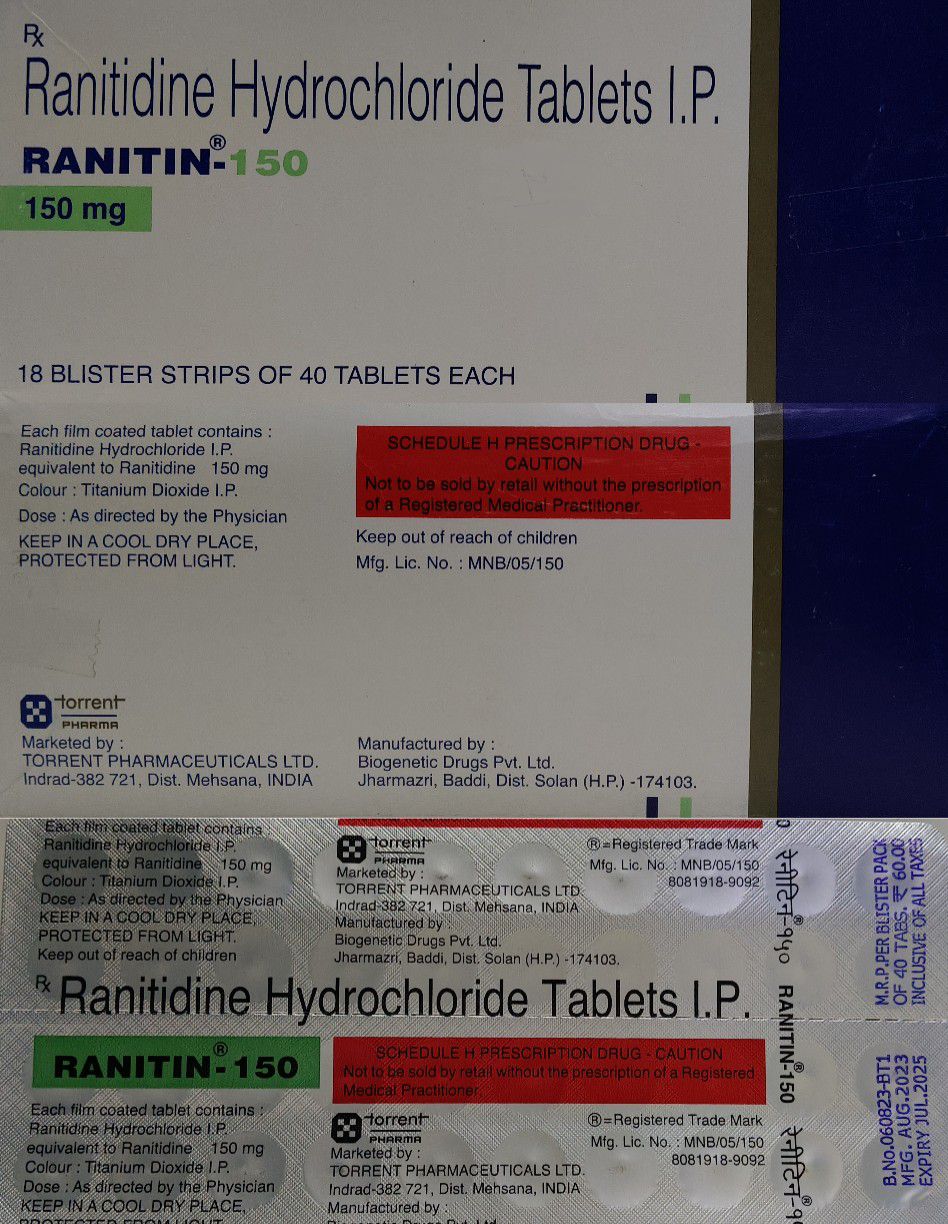 Rx
Ranitidine Hydrochloride Tablets I.P.
RANITIN®-150
150 mg
18 BLISTER STRIPS OF 40 TABLETS EACH
Each film coated tablet contains :
Ranitidine Hydrochloride I.P.
equivalent to Ranitidine 150 mg
Colour : Titanium Dioxide I.P.
Dose : As directed by the Physician
KEEP IN A COOL DRY PLACE,
PROTECTED FROM LIGHT.
SCHEDULE H PRESCRIPTION DRUG -
CAUTION
Not to be sold by retail without the prescription
of a Registered Medical Practitioner.
Keep out of reach of children
Mfg. Lic. No. : MNB/05/150
torrent
PHARMA
Marketed by :
TORRENT PHARMACEUTICALS LTD.
Indrad-382 721, Dist. Mehsana, INDIA
Manufactured by :
Biogenetic Drugs Pvt. Ltd.
Jharmazri, Baddi, Dist. Solan (H.P.) -174103.
Each film coated tablet contains :
Ranitidine Hydrochloride I.P.
equivalent to Ranitidine 150 mg
Colour : Titanium Dioxide I.P.
Dose : As directed by the Physician
KEEP IN A COOL DRY PLACE,
PROTECTED FROM LIGHT.
Keep out of reach of children
torrent
PHARMA
Marketed by :
TORRENT PHARMACEUTICALS LTD.
Indrad-382 721, Dist. Mehsana, INDIA
Manufactured by :
Biogenetic Drugs Pvt. Ltd.
Jharmazri, Baddi, Dist. Solan (H.P.) -174103.
®=Registered Trade Mark
Mfg. Lic. No. : MNB/05/150
8081918-9092
रेनीटिन®-१५०
RANITIN®-150
रेनीटिन®-१
M.R.P.PER BLISTER PACK
OF 40 TABS. ₹ 60.00
INCLUSIVE OF ALL TAXES
Rx Ranitidine Hydrochloride Tablets I.P.
RANITIN®-150
SCHEDULE H PRESCRIPTION DRUG - CAUTION
Not to be sold by retail without the prescription of a Registered
Medical Practitioner.
Each film coated tablet contains :
Ranitidine Hydrochloride I.P.
equivalent to Ranitidine 150 mg
Colour : Titanium Dioxide I.P.
Dose : As directed by the Physician
KEEP IN A COOL DRY PLACE,
PROTECTED FROM LIGHT
torrent
PHARMA
Marketed by :
TORRENT PHARMACEUTICALS LTD.
Indrad-382 721, Dist. Mehsana, INDIA
Manufactured by :
®=Registered Trade Mark
Mfg. Lic. No. : MNB/05/150
8081918-9092
B.No.060823-BT1
MFG. AUG.2023
EXPIRY JUL.2025